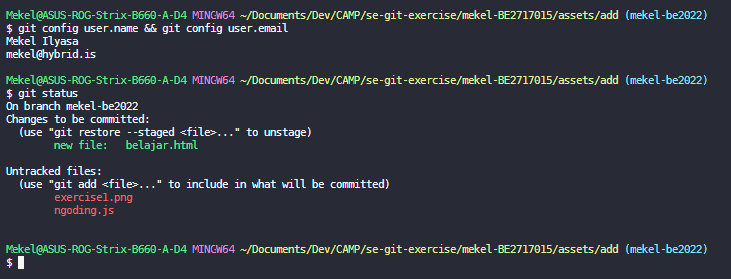 Mekel@ASUS-ROG-Strix-B660-A-D4 MINGW64 ~/Documents/Dev/CAMP/se-git-exercise/mekel-BE2717015/assets/add (mekel-be2022)
$ git config user.name && git config user.email
Mekel Ilyasa
mekel@hybrid.is
Mekel@ASUS-ROG-Strix-B660-A-D4 MINGW64 ~/Documents/Dev/CAMP/se-git-exercise/mekel-BE2717015/assets/add (mekel-be2022)
$ git status
On branch mekel-be2022
Changes to be committed:
(use "git restore --staged <file>..." to unstage)
new file: belajar.html
Untracked files:
(use "git add <file>..." to include in what will be committed)
exercise1.png
ngoding.js
Mekel@ASUS-ROG-Strix-B660-A-D4 MINGW64 ~/Documents/Dev/CAMP/se-git-exercise/mekel-BE2717015/assets/add (mekel-be2022)
$